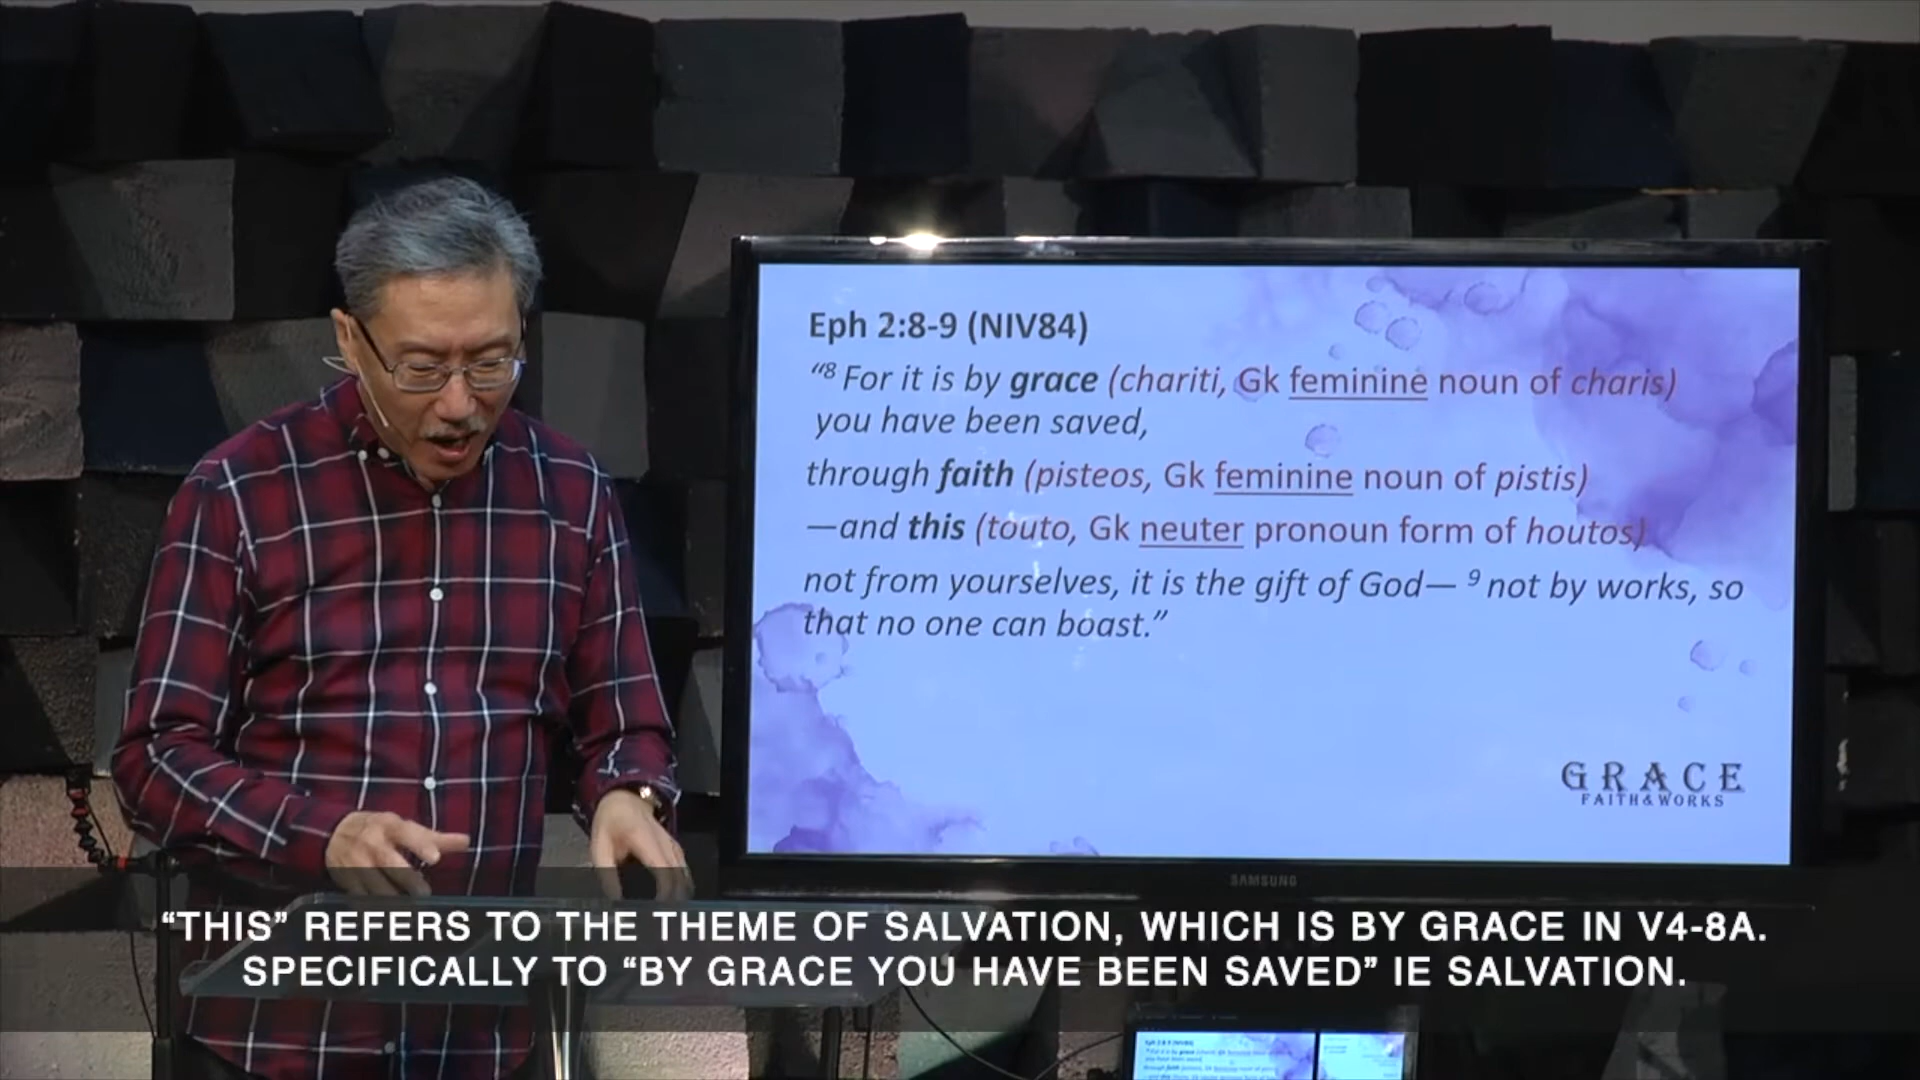 Eph 2:8-9 (NIV84)
“8 For it is by grace (chariti, Gk feminine noun of charis)
you have been saved,
through faith (pisteos, Gk feminine noun of pistis)
—and this (touto, Gk neuter pronoun form of houtos)
not from yourselves, it is the gift of God— 9 not by works, so
that no one can boast.”
GRACE
FAITH&WORKS
SAMSUNG
“THIS” REFERS TO THE THEME OF SALVATION, WHICH IS BY GRACE IN V4-8A.
SPECIFICALLY TO “BY GRACE YOU HAVE BEEN SAVED” IE SALVATION.